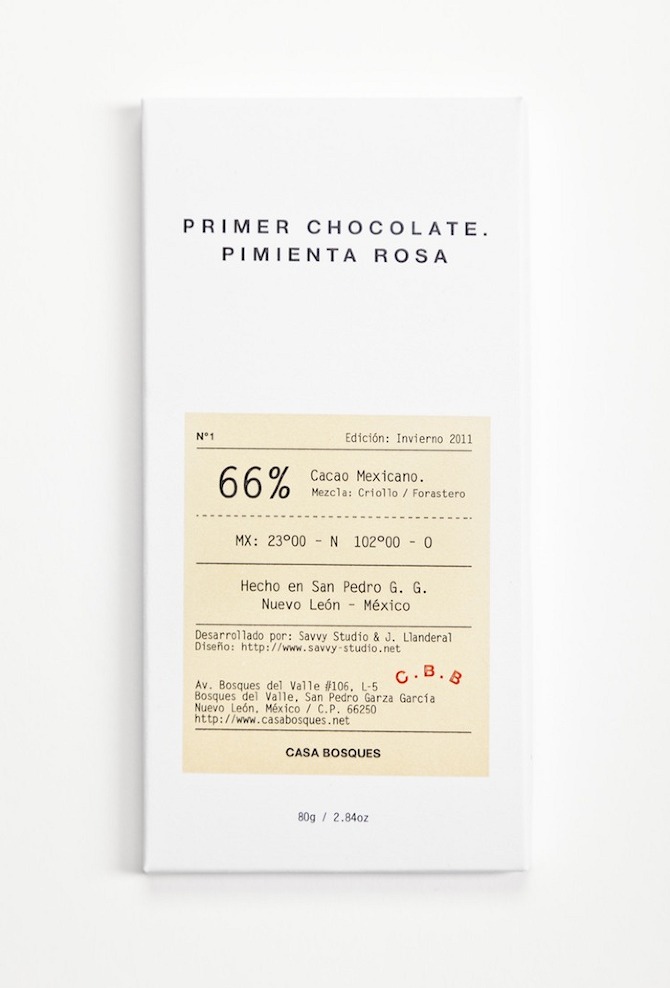 PRIMER CHOCOLATE.
PIMIENTA ROSA
Nº1 Edición: Invierno 2011
66% Cacao Mexicano.
Mezcla: Criollo / Forastero
MX: 23º00 - N 102º00 - O
Hecho en San Pedro G. G.
Nuevo León - México
Desarrollado por: Savvy Studio & J. Llanderal
Diseño: http://www.savvy-studio.net
C.B.B
Av. Bosques del Valle #106, L-5
Bosques del Valle, San Pedro Garza García
Nuevo León, México / C.P. 66250
http://www.casabosques.net
CASA BOSQUES
80g / 2.84oz